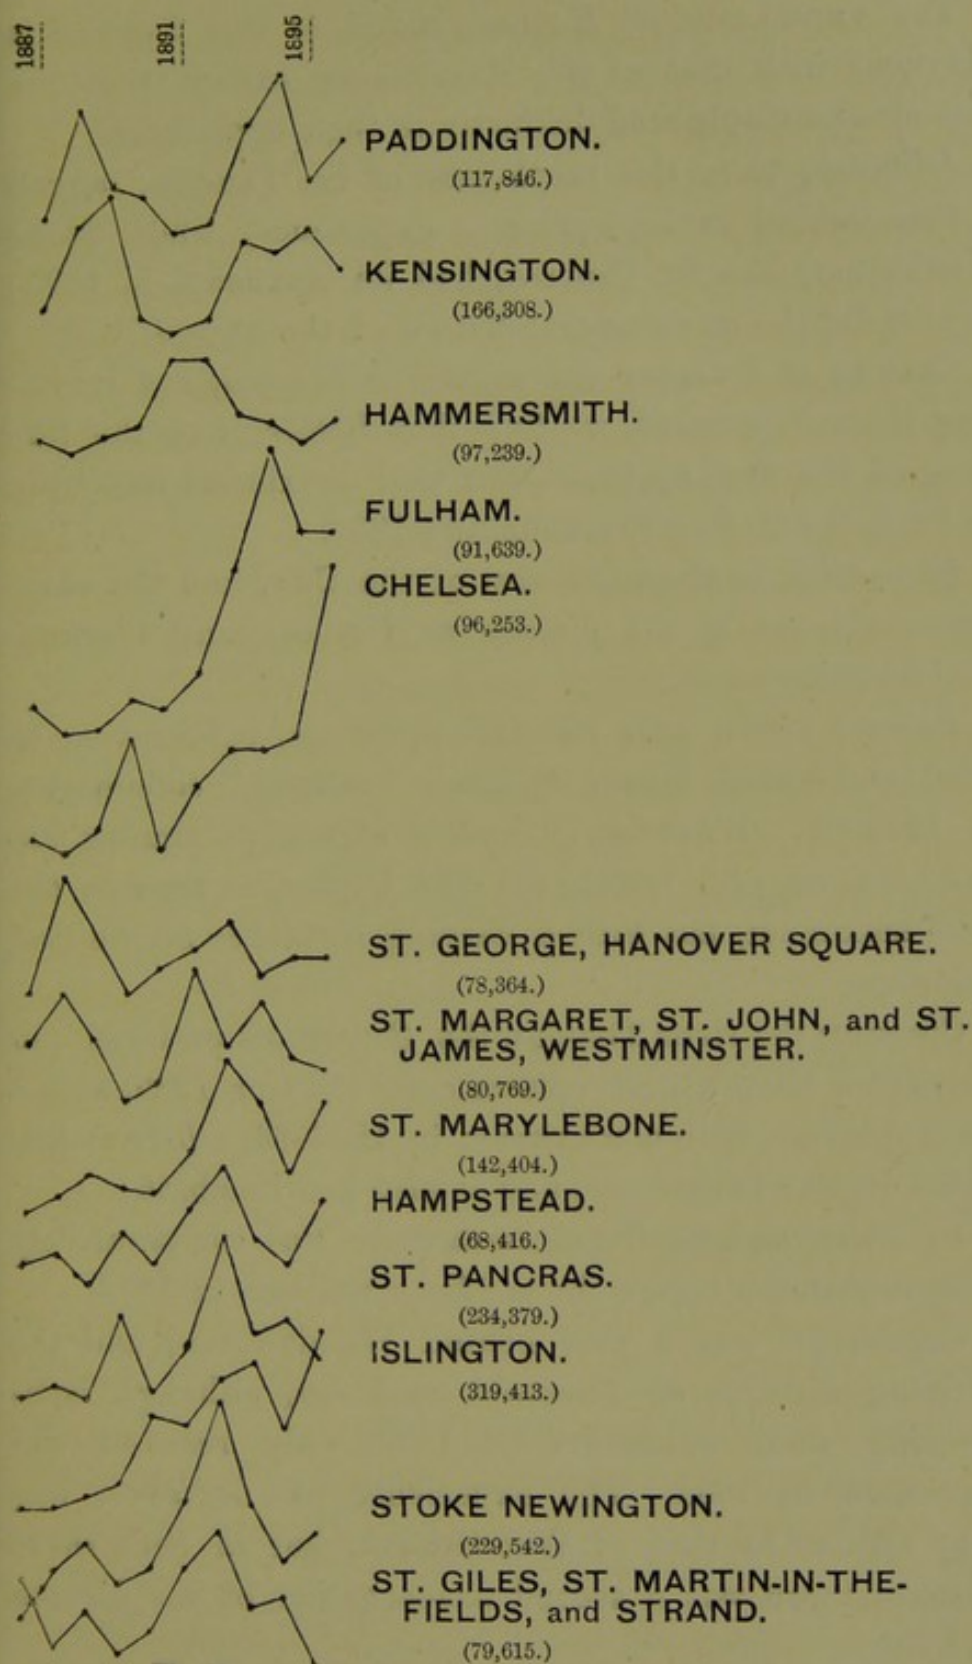 1887
1891
1895
PADDINGTON.
(117,846.)
KENSINGTON.
(166,308.)
HAMMERSMITH.
(97,239.)
FULHAM.
(91,639.)
CHELSEA.
(96,253.)
ST. GEORGE, HANOVER SQUARE.
(78,364.)
ST. MARGARET, ST. JOHN, and ST.
JAMES, WESTMINSTER.
(80,769.)
ST. MARYLEBONE.
(142,404.)
HAMPSTEAD.
(68,416.)
ST. PANCRAS.
(234,379.)
ISLINGTON.
(319,413.)
STOKE NEWINGTON.
(229,542.)
ST. GILES, ST. MARTIN-IN-THE-
FIELDS, and STRAND.
(79,615.)